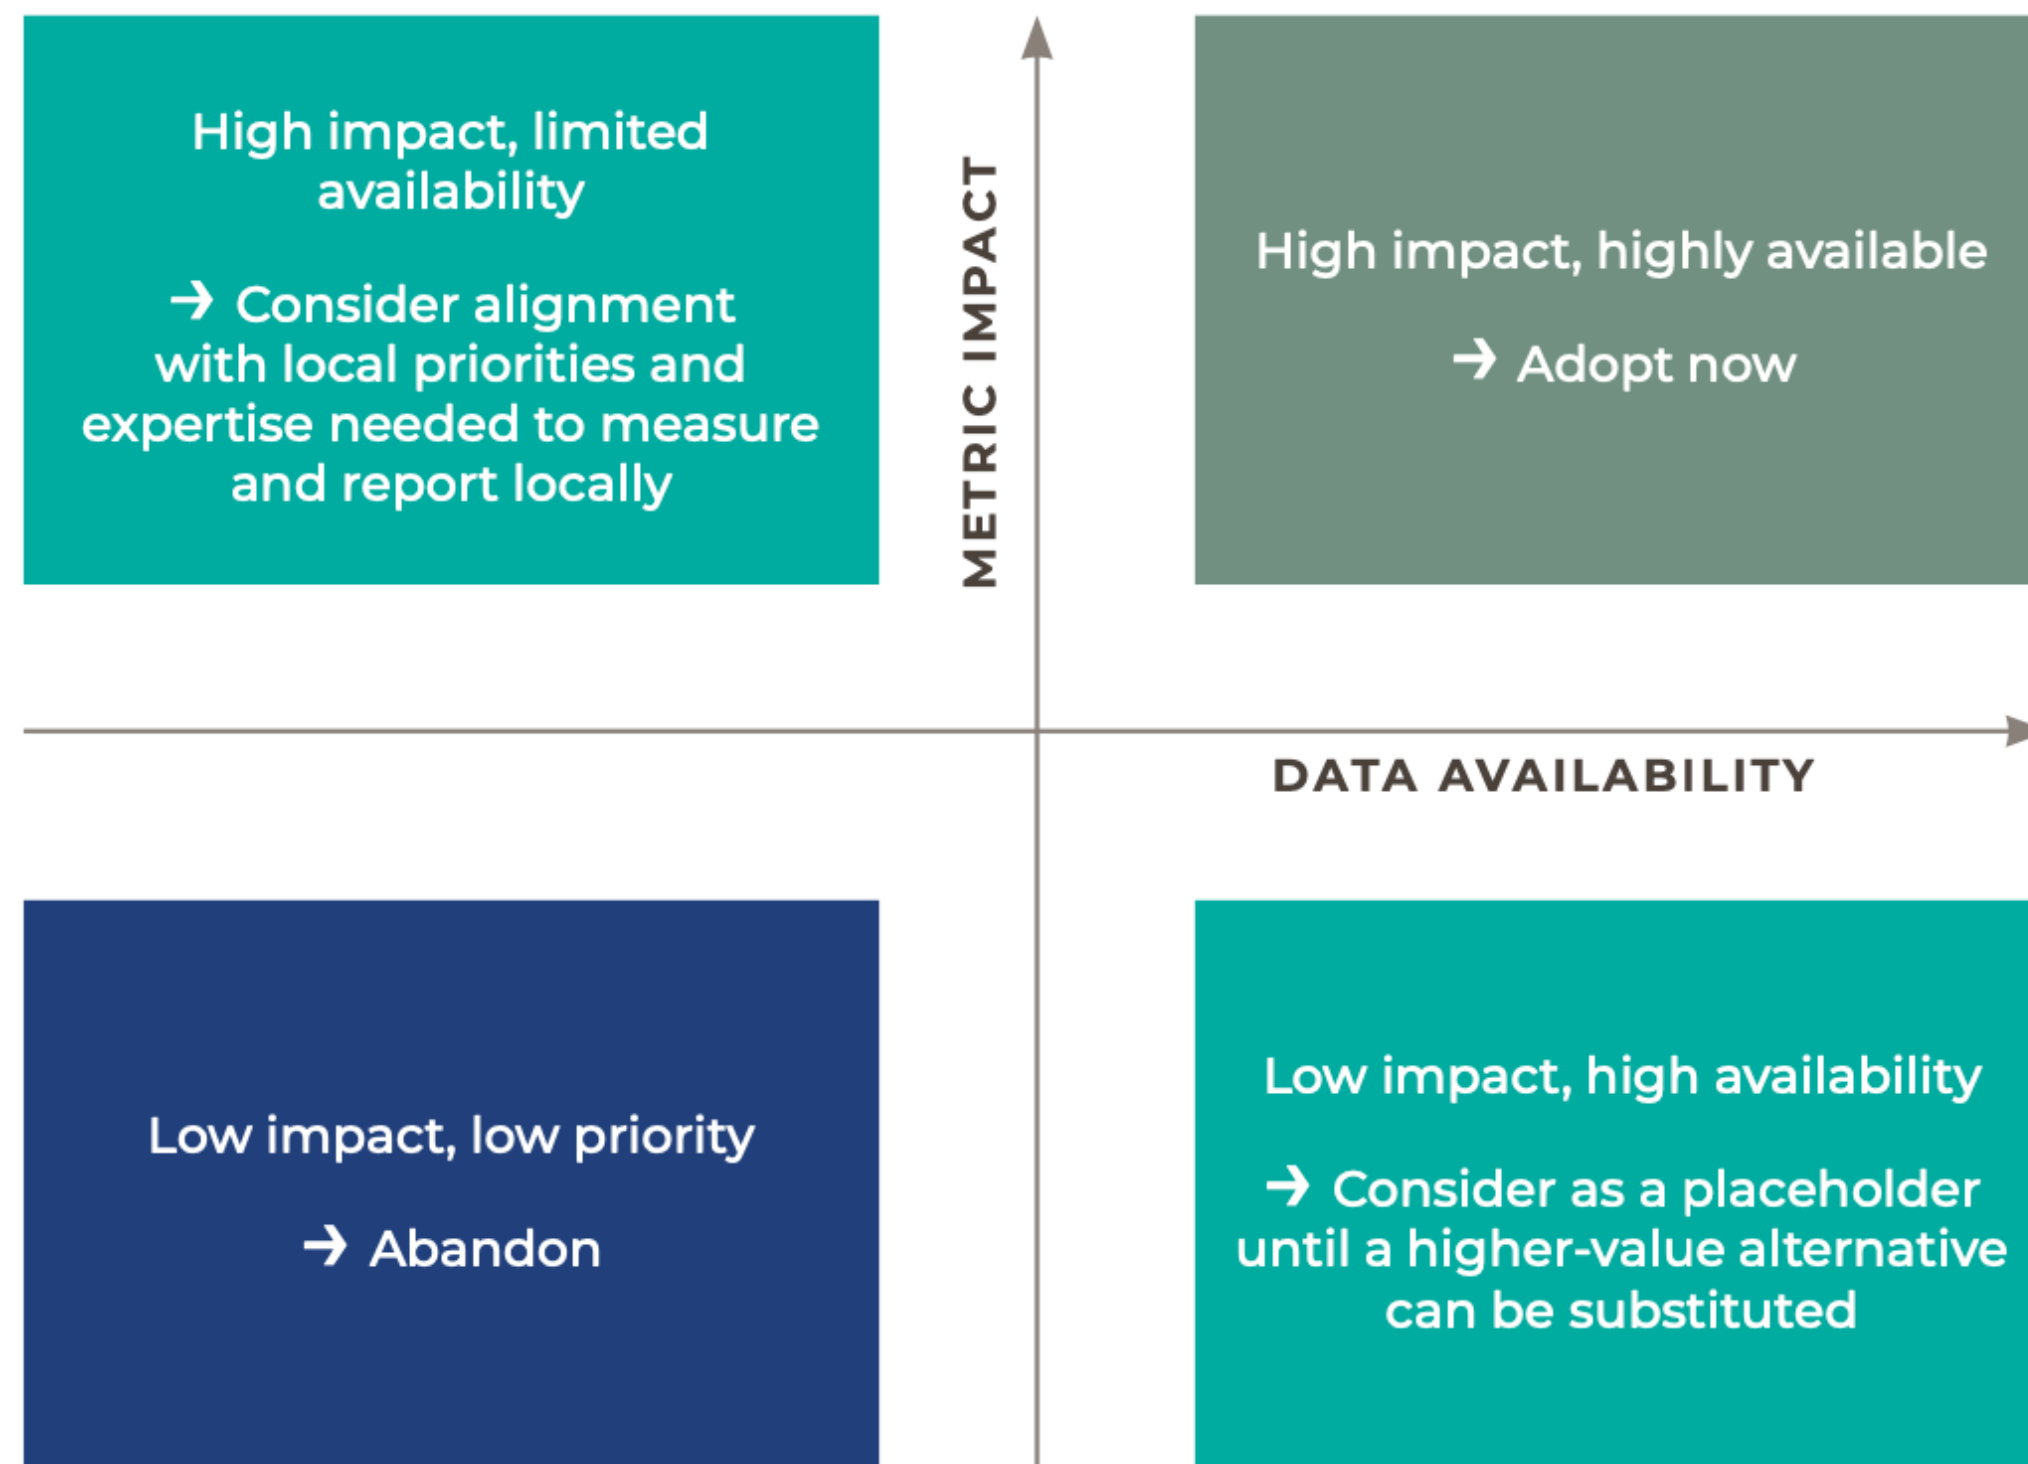 High impact, limited
availability
→ Consider alignment
with local priorities and
expertise needed to measure
and report locally
METRIC IMPACT
High impact, highly available
→ Adopt now
DATA AVAILABILITY
Low impact, low priority
→ Abandon
Low impact, high availability
→ Consider as a placeholder
until a higher-value alternative
can be substituted